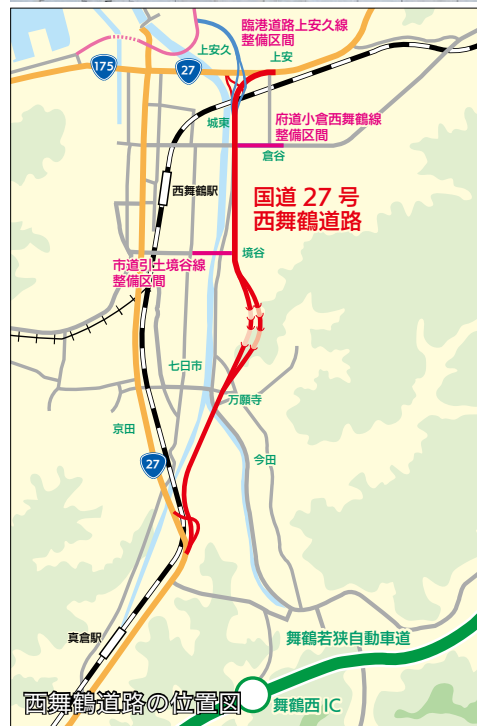 臨港道路上安久線
整備区間
上安久
175
27
上安
城東
府道小倉西舞鶴線
整備区間
倉谷
西舞鶴駅
国道 27 号
西舞鶴道路
境谷
市道引土境谷線
整備区間
七日市
万願寺
京田
27
今田
真倉駅
舞鶴若狭自動車道
西舞鶴道路の位置図
舞鶴西 IC